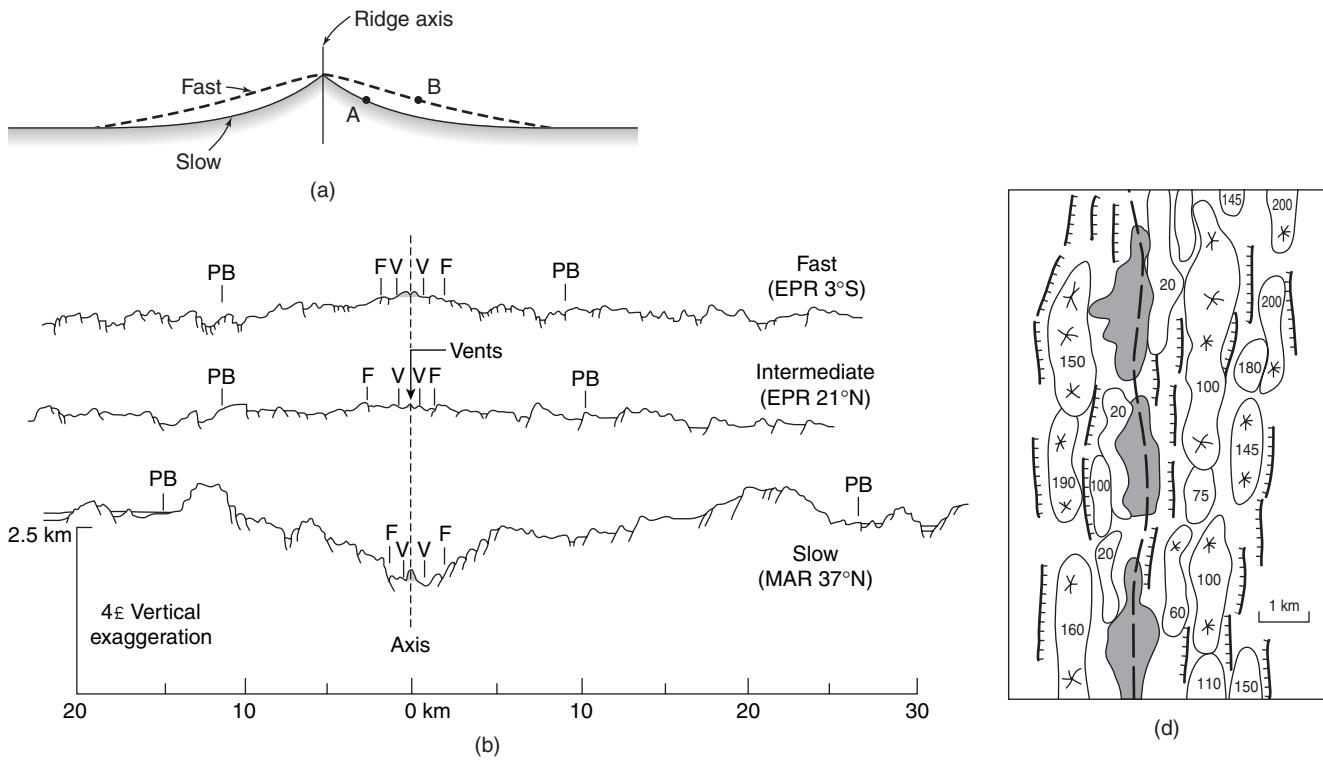 Ridge axis
Fast
B
A
Slow
(a)
PB
F V V F
PB
Fast
(EPR 3°S)
Vents
PB
F V V F
PB
Intermediate
(EPR 21°N)
PB
F V V F
PB
2.5 km
Slow
(MAR 37°N)
4£ Vertical
exaggeration
Axis
20 10 0 km 10 20 30
(b)
145
200
20
200
150
180
100
20
145
190
100
75
20
100
60
1 km
160
110
150
(d)